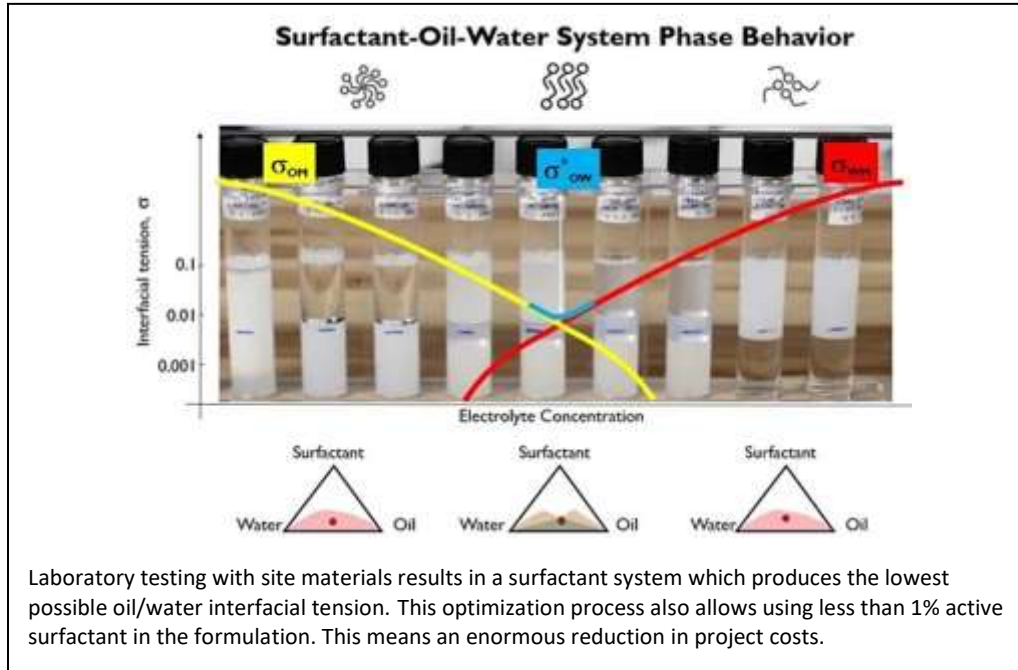 Surfactant-Oil-Water System Phase Behavior
σOM
σ*OW
σWM
Interfacial tension, σ
0.1
0.01
0.001
Electrolyte Concentration
Surfactant
Surfactant
Surfactant
Water
Oil
Water
Oil
Water
Oil
Laboratory testing with site materials results in a surfactant system which produces the lowest
possible oil/water interfacial tension. This optimization process also allows using less than 1% active
surfactant in the formulation. This means an enormous reduction in project costs.